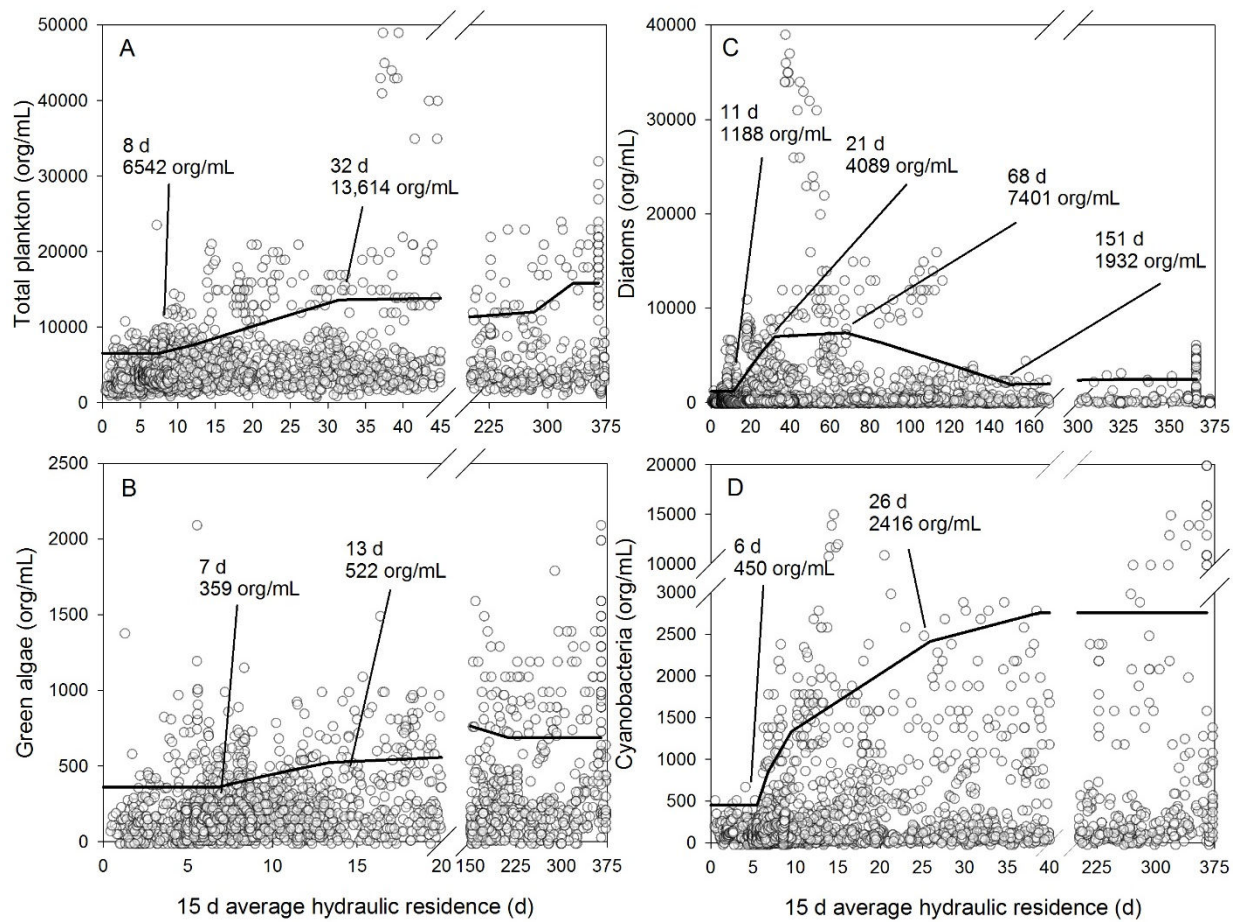 A
Total plankton (org/mL)
50000
40000
30000
20000
10000
0
8 d
6542 org/mL
32 d
13,614 org/mL
0 5 10 15 20 25 30 35 40 45 225 300 375
C
Diatoms (org/mL)
40000
30000
20000
10000
0
11 d
1188 org/mL
21 d
4089 org/mL
68 d
7401 org/mL
151 d
1932 org/mL
0 20 40 60 80 100 120 140 160 300 325 350 375
B
Green algae (org/mL)
2500
2000
1500
1000
500
0
7 d
359 org/mL
13 d
522 org/mL
0 5 10 15 20 150 225 300 375
15 d average hydraulic residence (d)
D
Cyanobacteria (org/mL)
20000
15000
10000
3000
2500
2000
1500
1000
500
0
6 d
450 org/mL
26 d
2416 org/mL
0 5 10 15 20 25 30 35 40 225 300 375
15 d average hydraulic residence (d)